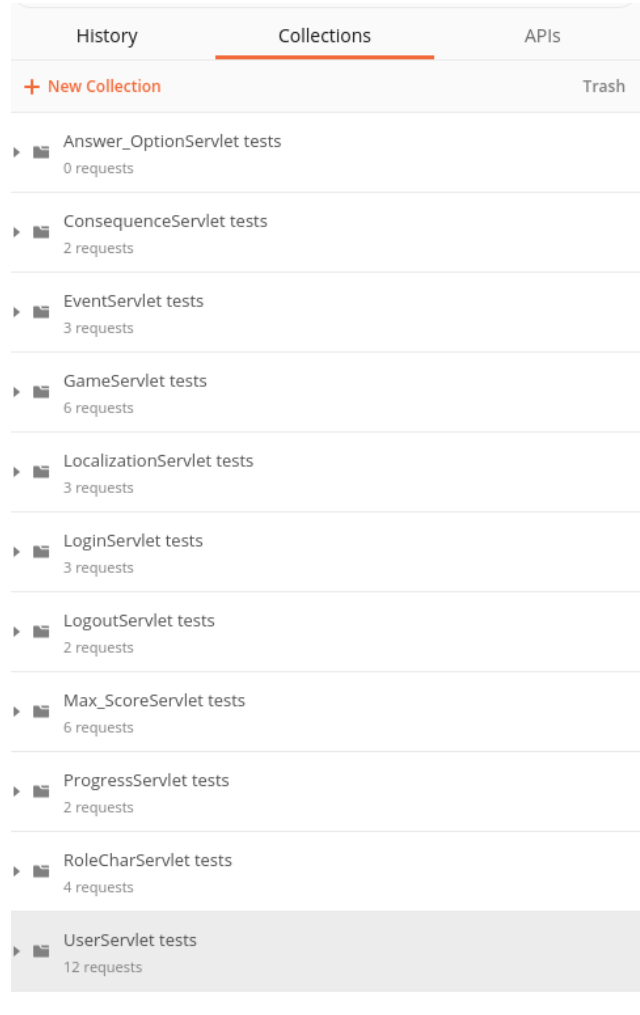 History Collections APIs
+ New Collection Trash
Answer_OptionServlet tests
0 requests
ConsequenceServlet tests
2 requests
EventServlet tests
3 requests
GameServlet tests
6 requests
LocalizationServlet tests
3 requests
LoginServlet tests
3 requests
LogoutServlet tests
2 requests
Max_ScoreServlet tests
6 requests
ProgressServlet tests
2 requests
RoleCharServlet tests
4 requests
UserServlet tests
12 requests